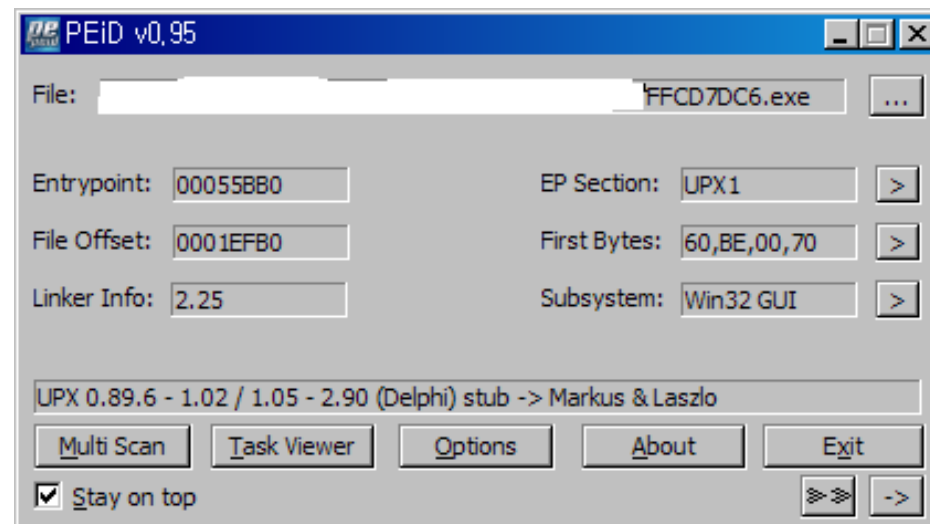 PEiD v0.95
File: FFCD7DC6.exe ...
Entrypoint: 00055BB0 EP Section: UPX1 >
File Offset: 0001EFB0 First Bytes: 60,BE,00,70 >
Linker Info: 2.25 Subsystem: Win32 GUI >
UPX 0.89.6 - 1.02 / 1.05 - 2.90 (Delphi) stub -> Markus & Laszlo
Multi Scan Task Viewer Options About Exit
Stay on top >> ->